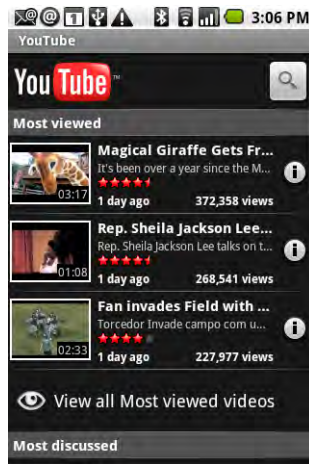 3:06 PM
YouTube
You Tube™
Most viewed
Magical Giraffe Gets Fr...
It's been over a year since the M...
03:17
1 day ago 372,358 views
Rep. Sheila Jackson Lee...
Rep. Sheila Jackson Lee talks on t...
01:08
1 day ago 268,541 views
Fan invades Field with ...
Torcedor Invade campo com u...
02:33
1 day ago 227,977 views
View all Most viewed videos
Most discussed